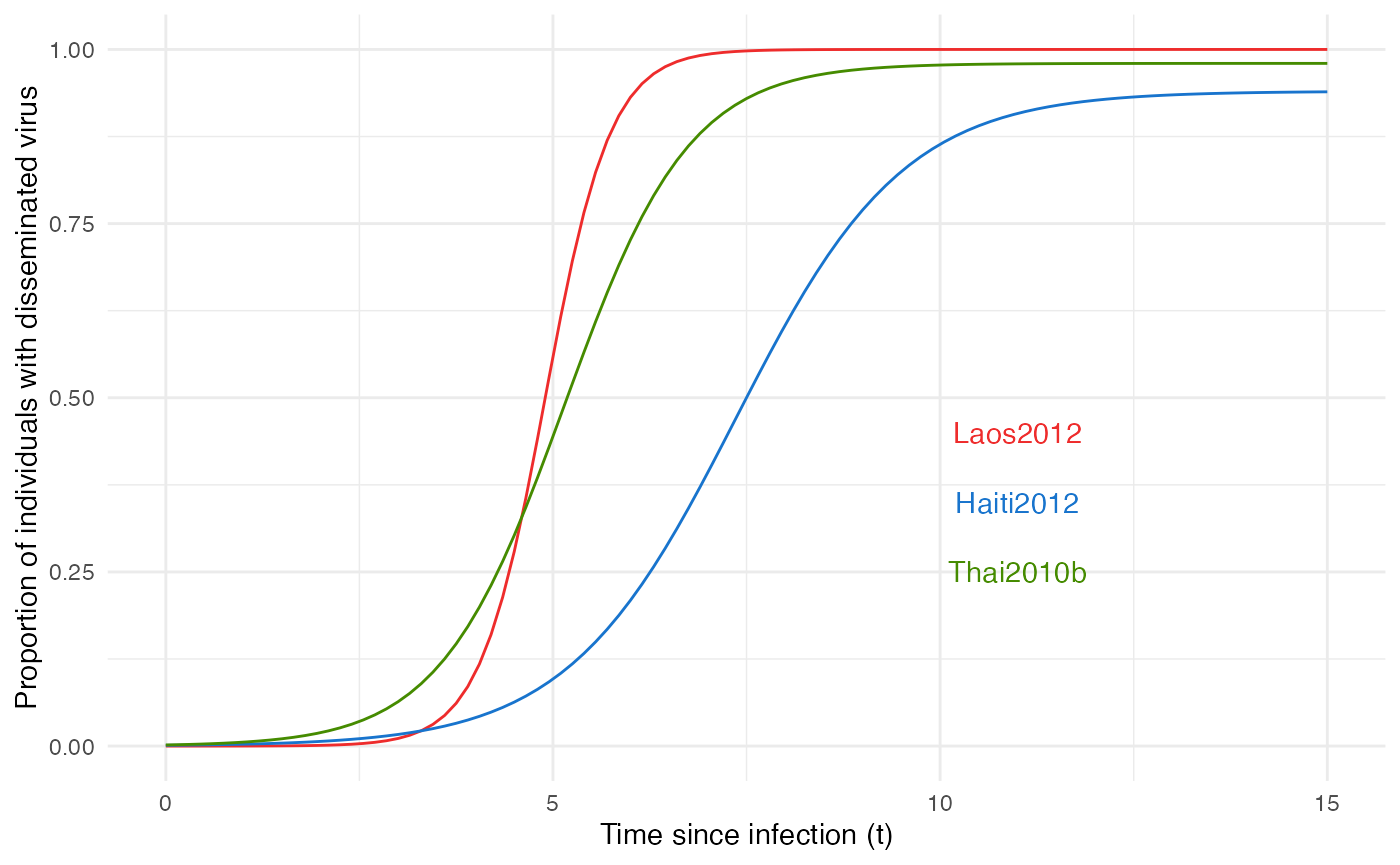 Proportion of individuals with disseminated virus
1.00
0.75
0.50
0.25
0.00
Laos2012
Haiti2012
Thai2010b
0
5
10
15
Time since infection (t)